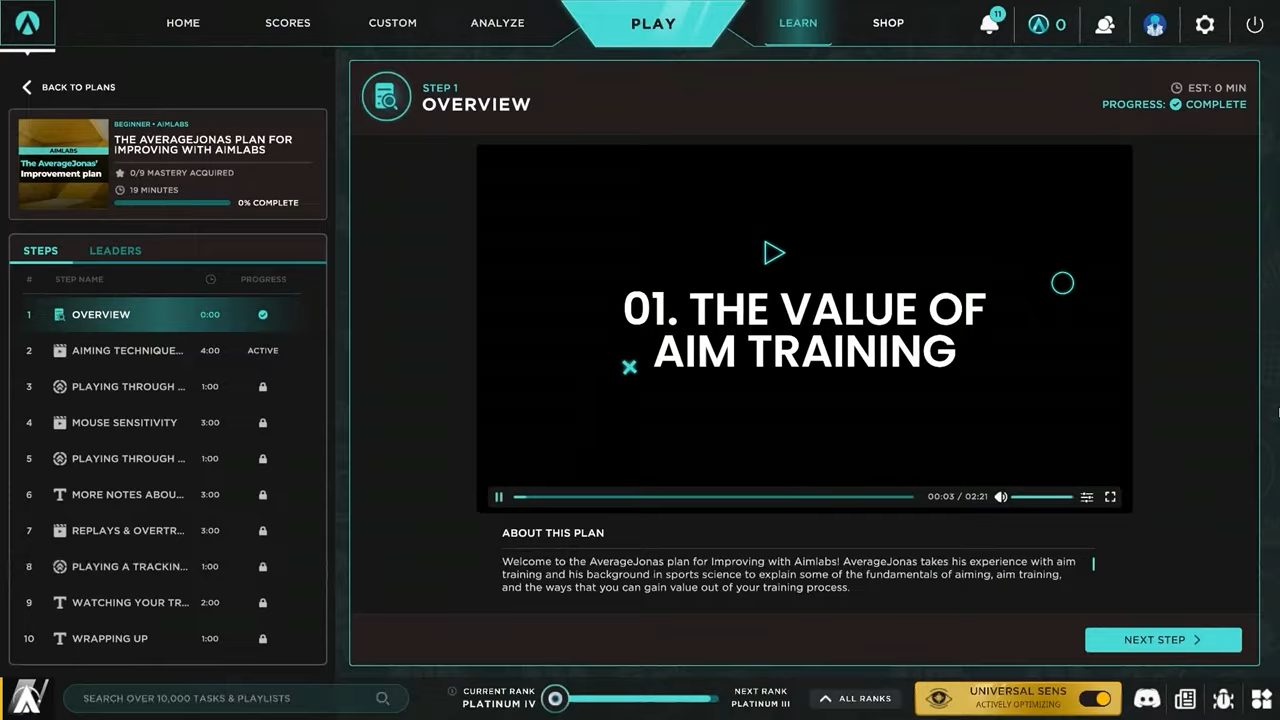 HOME
SCORES
CUSTOM
ANALYZE
PLAY
LEARN
SHOP
11
0
BACK TO PLANS
BEGINNER • AIMLABS
THE AVERAGEJONAS PLAN FOR
IMPROVING WITH AIMLABS
0/9 MASTERY ACQUIRED
19 MINUTES
0% COMPLETE
AIMLABS
The AverageJonas'
Improvement plan
STEPS
LEADERS
# STEP NAME PROGRESS
1 OVERVIEW 0:00
2 AIMING TECHNIQUE... 4:00 ACTIVE
3 PLAYING THROUGH ... 1:00
4 MOUSE SENSITIVITY 3:00
5 PLAYING THROUGH ... 1:00
6 MORE NOTES ABOU... 3:00
7 REPLAYS & OVERTR... 3:00
8 PLAYING A TRACKIN... 1:00
9 WATCHING YOUR TR... 2:00
10 WRAPPING UP 1:00
STEP 1
OVERVIEW
EST: 0 MIN
PROGRESS: COMPLETE
01. THE VALUE OF
AIM TRAINING
00:03 / 02:21
ABOUT THIS PLAN
Welcome to the AverageJonas plan for Improving with Aimlabs! AverageJonas takes his experience with aim
training and his background in sports science to explain some of the fundamentals of aiming, aim training,
and the ways that you can gain value out of your training process.
NEXT STEP
SEARCH OVER 10,000 TASKS & PLAYLISTS
CURRENT RANK
PLATINUM IV
NEXT RANK
PLATINUM III
ALL RANKS
UNIVERSAL SENS
ACTIVELY OPTIMIZING